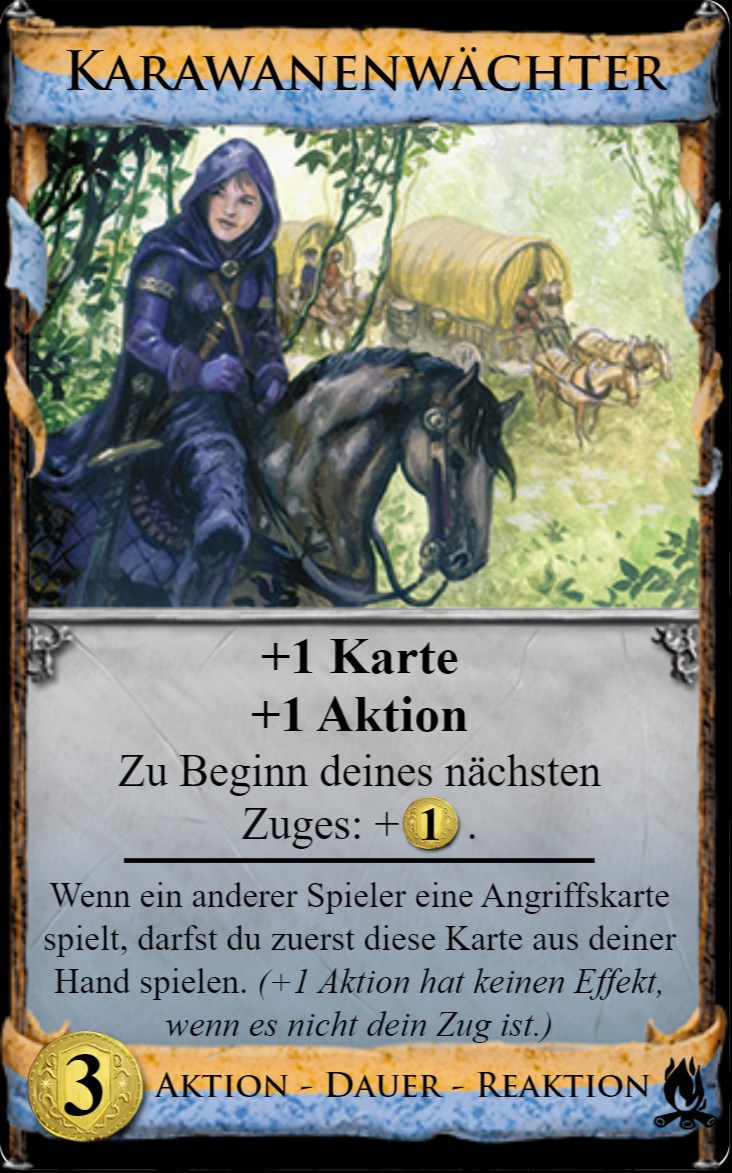 Karawanenwächter
+1 Karte
+1 Aktion
Zu Beginn deines nächsten
Zuges: +1 .
Wenn ein anderer Spieler eine Angriffskarte
spielt, darfst du zuerst diese Karte aus deiner
Hand spielen. (+1 Aktion hat keinen Effekt,
wenn es nicht dein Zug ist.)
3 Aktion - Dauer - Reaktion